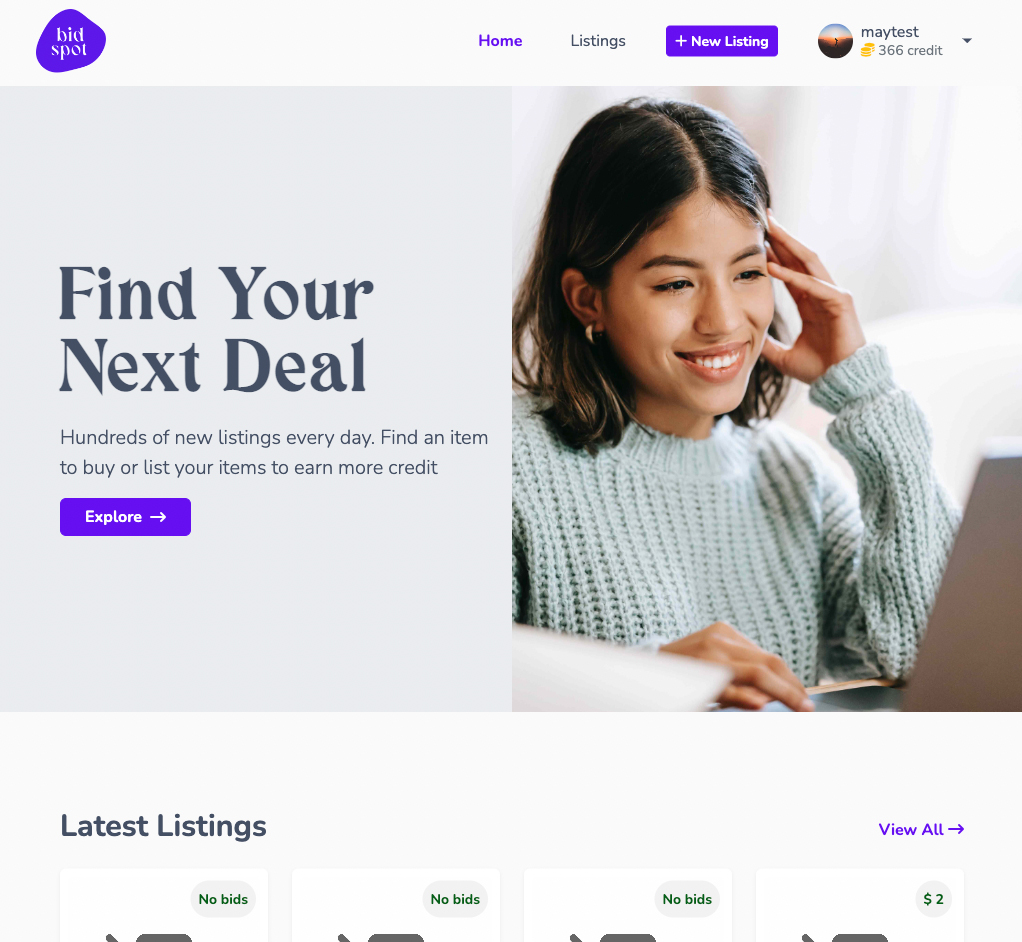 bid
spot
Home
Listings
+ New Listing
maytest
366 credit
Find Your
Next Deal
Hundreds of new listings every day. Find an item
to buy or list your items to earn more credit
Explore →
Latest Listings
View All →
No bids
No bids
No bids
$ 2